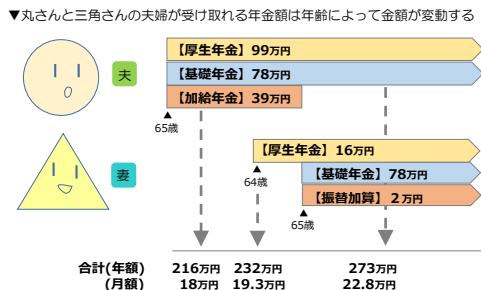 ▼丸さんと三角さんの夫婦が受け取れる年金額は年齢によって金額が変動する
夫
【厚生年金】99万円
【基礎年金】78万円
【加給年金】39万円
▲
65歳
妻
【厚生年金】16万円
▲
64歳
【基礎年金】78万円
【振替加算】2万円
▲
65歳
合計(年額) 216万円 232万円 273万円
(月額) 18万円 19.3万円 22.8万円